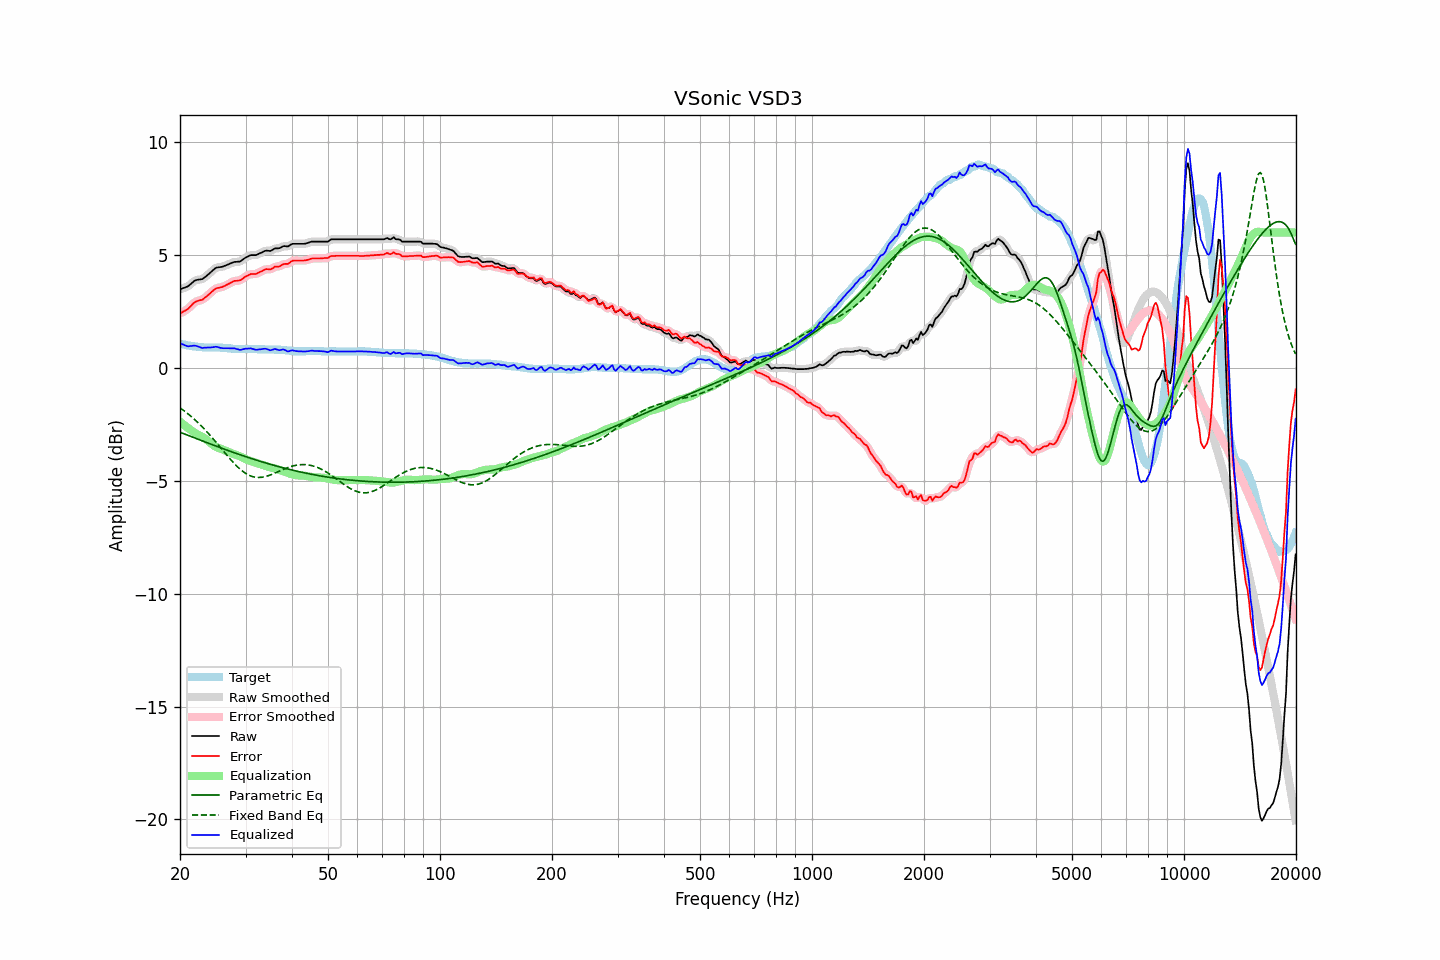 VSonic VSD3
Amplitude (dBr)
10
5
0
−5
−10
−15
−20
Target
Raw Smoothed
Error Smoothed
Raw
Error
Equalization
Parametric Eq
Fixed Band Eq
Equalized
20 50 100 200 500 1000 2000 5000 10000 20000
Frequency (Hz)